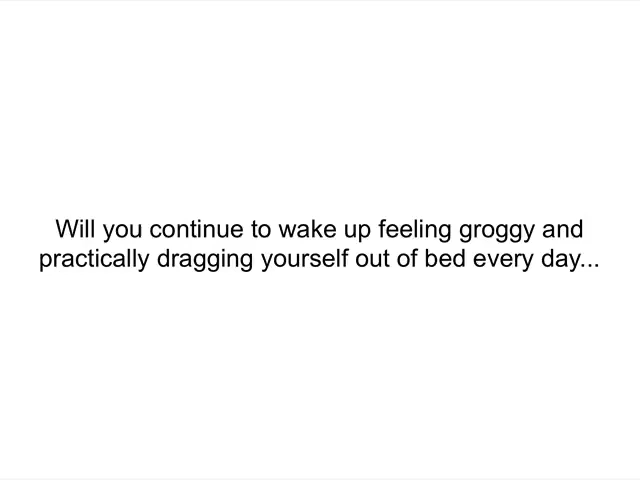 Will you continue to wake up feeling groggy and
practically dragging yourself out of bed every day...